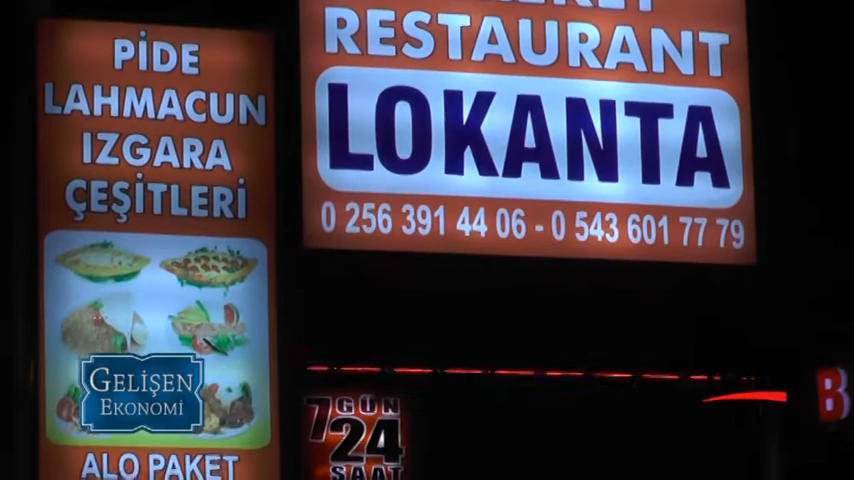 PİDE
LAHMACUN
IZGARA
ÇEŞİTLERİ
GELİŞEN
EKONOMİ
ALO PAKET
RESTAURANT
LOKANTA
0 256 391 44 06 - 0 543 601 77 79
7 GÜN
24
SAAT
B